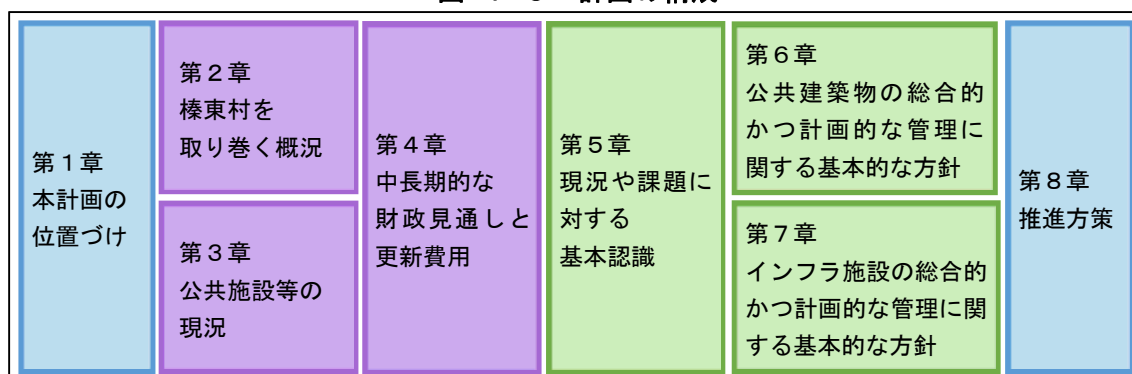 第１章
本計画の
位置づけ
第２章
榛東村を
取り巻く概況
第３章
公共施設等の
現況
第４章
中長期的な
財政見通しと
更新費用
第５章
現況や課題に
対する
基本認識
第６章
公共建築物の総合的
かつ計画的な管理に
関する基本的な方針
第７章
インフラ施設の総合的
かつ計画的な管理に関
する基本的な方針
第８章
推進方策